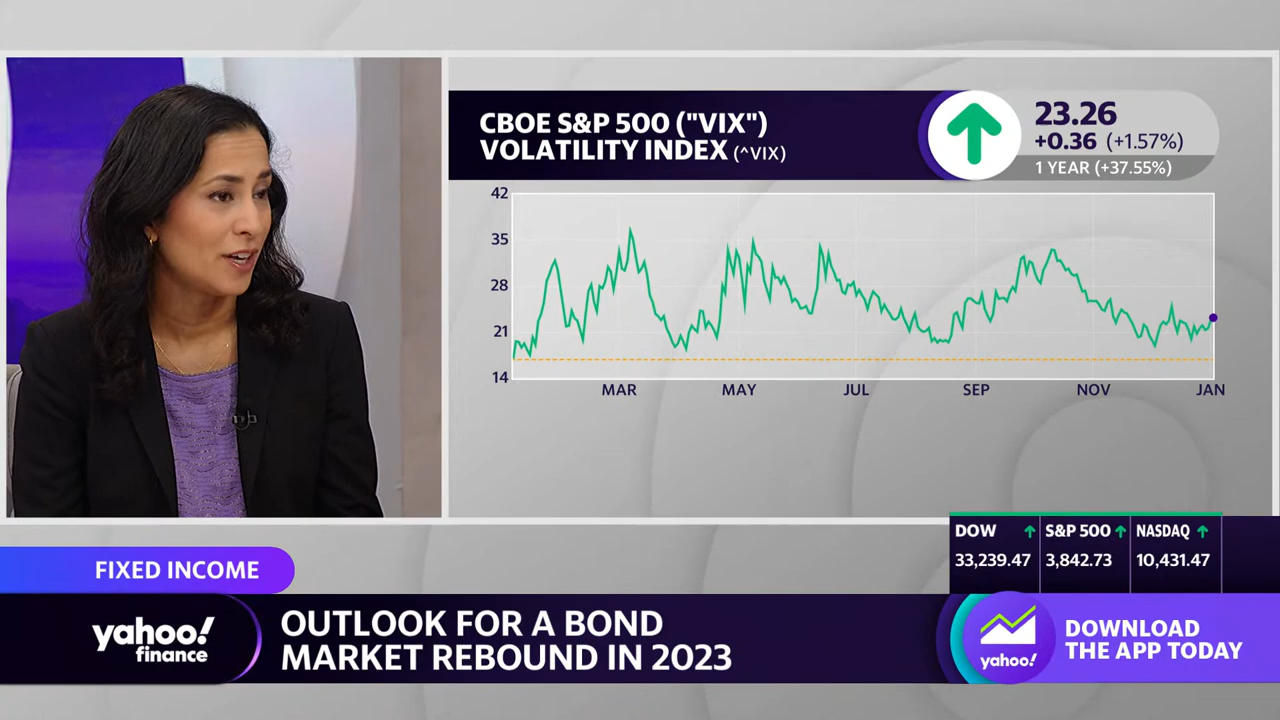 CBOE S&P 500 ("VIX")
VOLATILITY INDEX (^VIX)
23.26
+0.36 (+1.57%)
1 YEAR (+37.55%)
42
35
28
21
14
MAR MAY JUL SEP NOV JAN
DOW S&P 500 NASDAQ
33,239.47 3,842.73 10,431.47
FIXED INCOME
yahoo!
finance
OUTLOOK FOR A BOND
MARKET REBOUND IN 2023
yahoo!
DOWNLOAD
THE APP TODAY